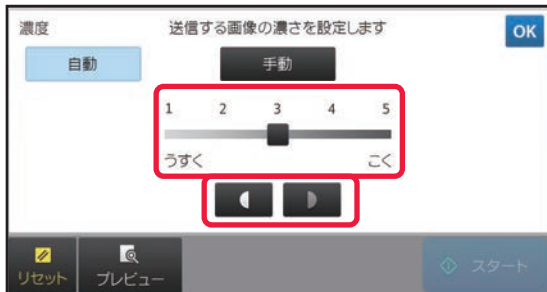 濃度
送信する画像の濃さを設定します
OK
自動
手動
1 2 3 4 5
うすく こく
リセット プレビュー スタート